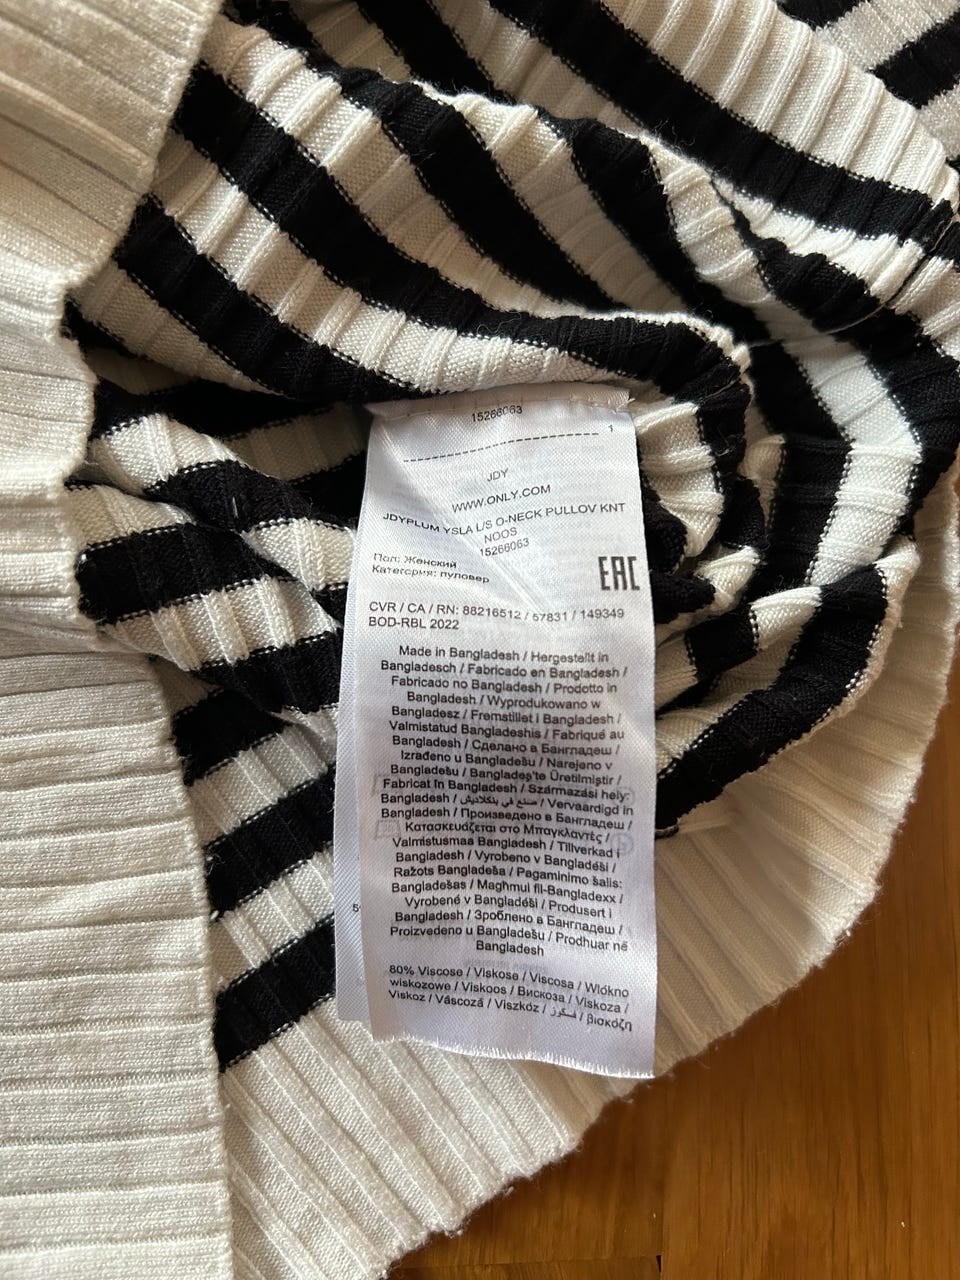 15266063
1
JDY
WWW.ONLY.COM
JDYPLUM YSLA L/S O-NECK PULLOV KNT
NOOS
15266063
Пол: Женский
Категория: пуловер
EAC
CVR / CA / RN: 88216512 / 57831 / 149349
BOD-RBL 2022
Made in Bangladesh / Hergestellt in
Bangladesch / Fabricado en Bangladesh /
Fabricado no Bangladesh / Prodotto in
Bangladesh / Wyprodukowano w
Bangladesz / Fremstillet i Bangladesh /
Valmistatud Bangladeshis / Fabriqué au
Bangladesh / Сделано в Бангладеш /
Izrađeno u Bangladešu / Narejeno v
Bangladešu / Bangladeş'te Üretilmiştir /
Fabricat în Bangladesh / Származási hely:
Bangladesh / صنع في بنكلاديش / Vervaardigd in
Bangladesh / Произведено в Бангладеш /
Κατασκευάζεται στο Μπαγκλαντές /
Valmistusmaa Bangladesh / Tillverkad i
Bangladesh / Vyrobeno v Bangladéši /
Ražots Bangladeša / Pagaminimo šalis:
Bangladešas / Magħmul fil-Bangladexx /
Vyrobené v Bangladéši / Produsert i
Bangladesh / Зроблено в Бангладеш /
Proizvedeno u Bangladešu / Prodhuar në
Bangladesh
80% Viscose / Viskose / Viscosa / Włókno
wiskozowe / Viskoos / Вискоза / Viskoza /
Viskoz / Vâscoză / Viszkóz / فسكوز / βισκόζη